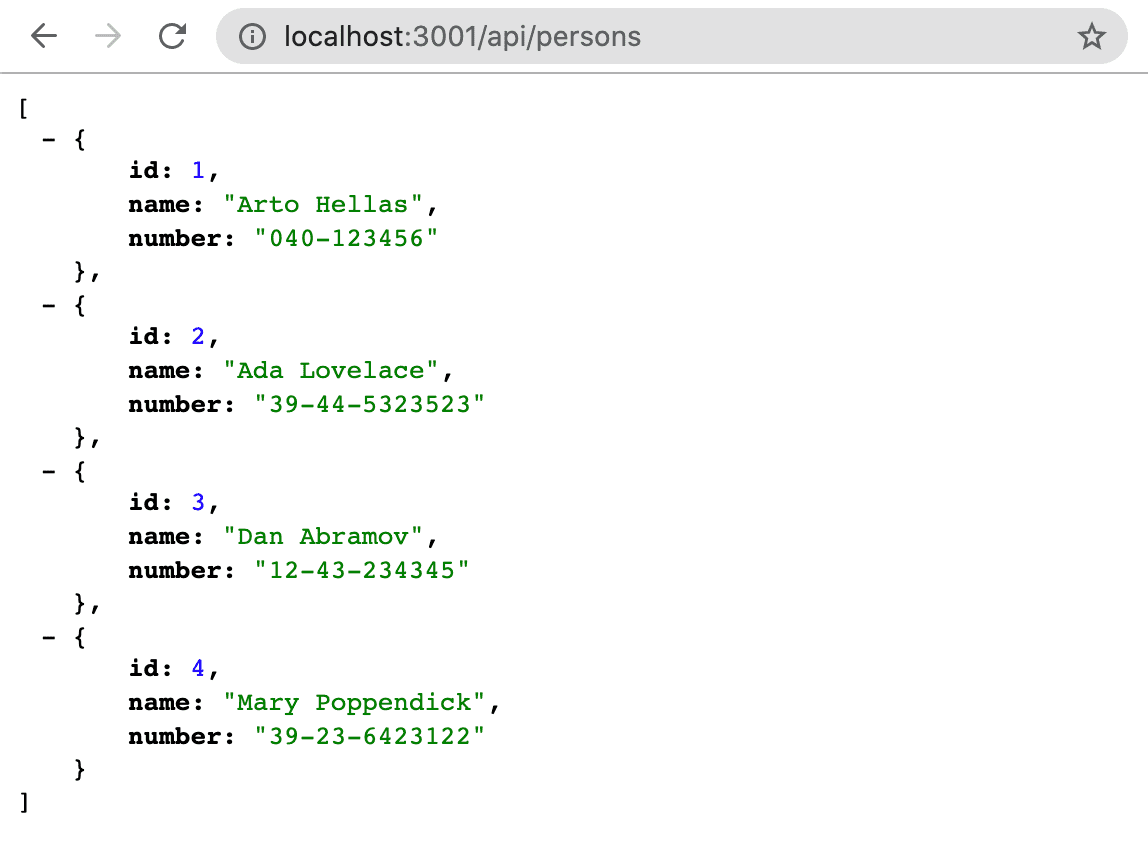 localhost:3001/api/persons
[
- {
id: 1,
name: "Arto Hellas",
number: "040-123456"
},
- {
id: 2,
name: "Ada Lovelace",
number: "39-44-5323523"
},
- {
id: 3,
name: "Dan Abramov",
number: "12-43-234345"
},
- {
id: 4,
name: "Mary Poppendick",
number: "39-23-6423122"
}
]